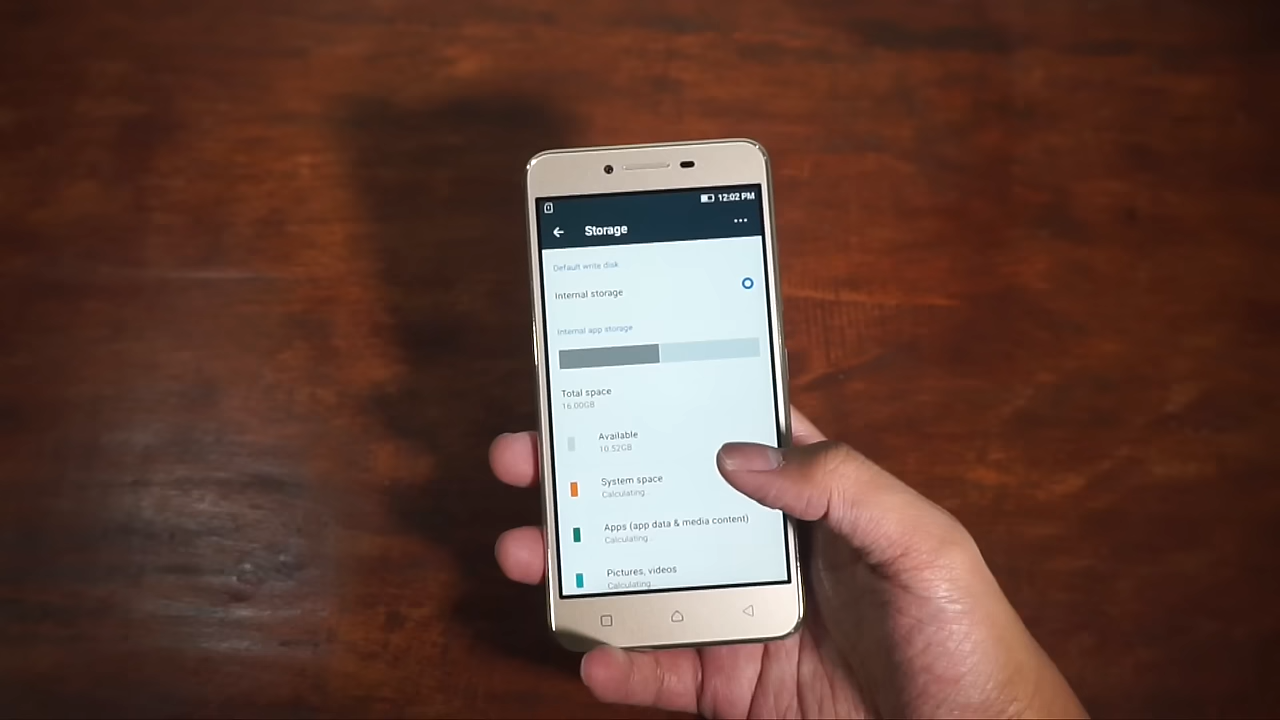 12:02 PM
Storage
Default write disk
Internal storage
Internal app storage
Total space
16.00GB
Available
10.52GB
System space
Calculating...
Apps (app data & media content)
Calculating...
Pictures, videos
Calculating...